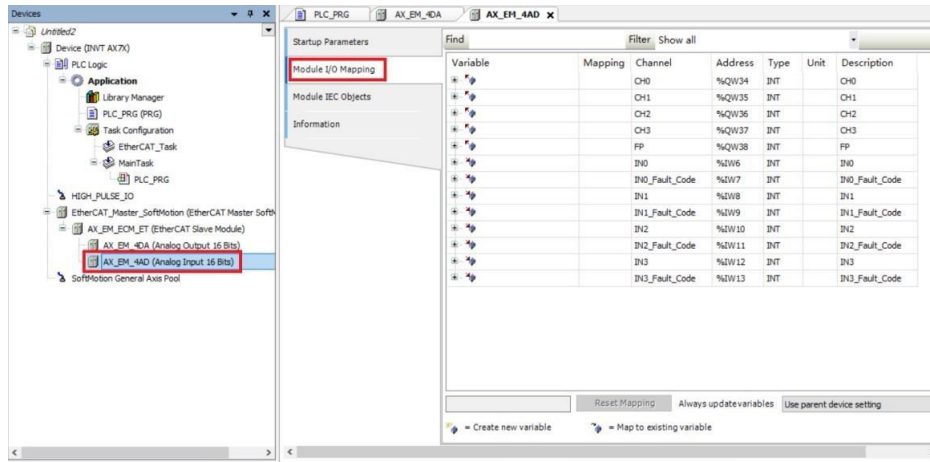 Devices
Untitled2
Device (INVT AX7X)
PLC Logic
Application
Library Manager
PLC_PRG (PRG)
Task Configuration
EtherCAT_Task
MainTask
PLC_PRG
HIGH_PULSE_IO
EtherCAT_Master_SoftMotion (EtherCAT Master Soft
AX_EM_ECM_ET (EtherCAT Slave Module)
AX_EM_4DA (Analog Output 16 Bits)
AX_EM_4AD (Analog Input 16 Bits)
SoftMotion General Axis Pool
PLC_PRG AX_EM_4DA AX_EM_4AD X
Startup Parameters
Module I/O Mapping
Module IEC Objects
Information
Find Filter Show all
Variable Mapping Channel Address Type Unit Description
CH0 %QW34 INT CH0
CH1 %QW35 INT CH1
CH2 %QW36 INT CH2
CH3 %QW37 INT CH3
FP %QW38 INT FP
IN0 %IW6 INT IN0
IN0_Fault_Code %IW7 INT IN0_Fault_Code
IN1 %IW8 INT IN1
IN1_Fault_Code %IW9 INT IN1_Fault_Code
IN2 %IW10 INT IN2
IN2_Fault_Code %IW11 INT IN2_Fault_Code
IN3 %IW12 INT IN3
IN3_Fault_Code %IW13 INT IN3_Fault_Code
Reset Mapping Always update variables Use parent device setting
= Create new variable = Map to existing variable